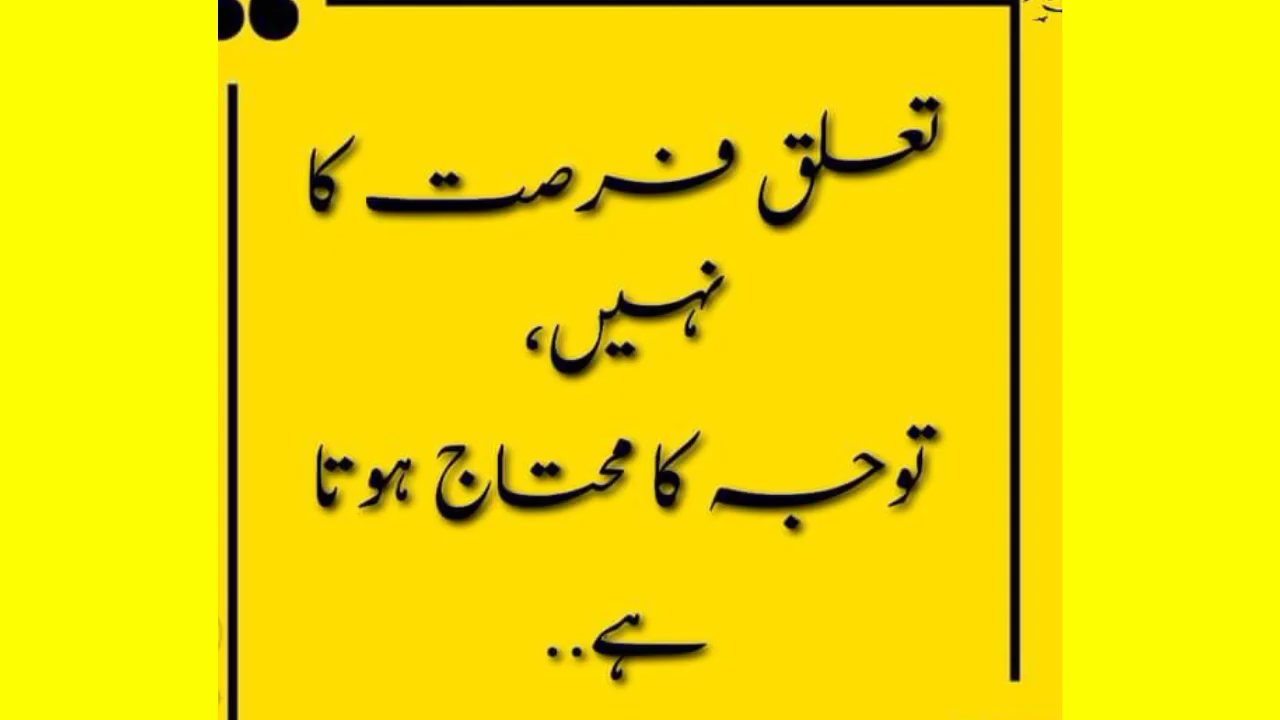 تعلق فرصت کا
نہیں،
توجہ کا محتاج ہوتا
ہے..